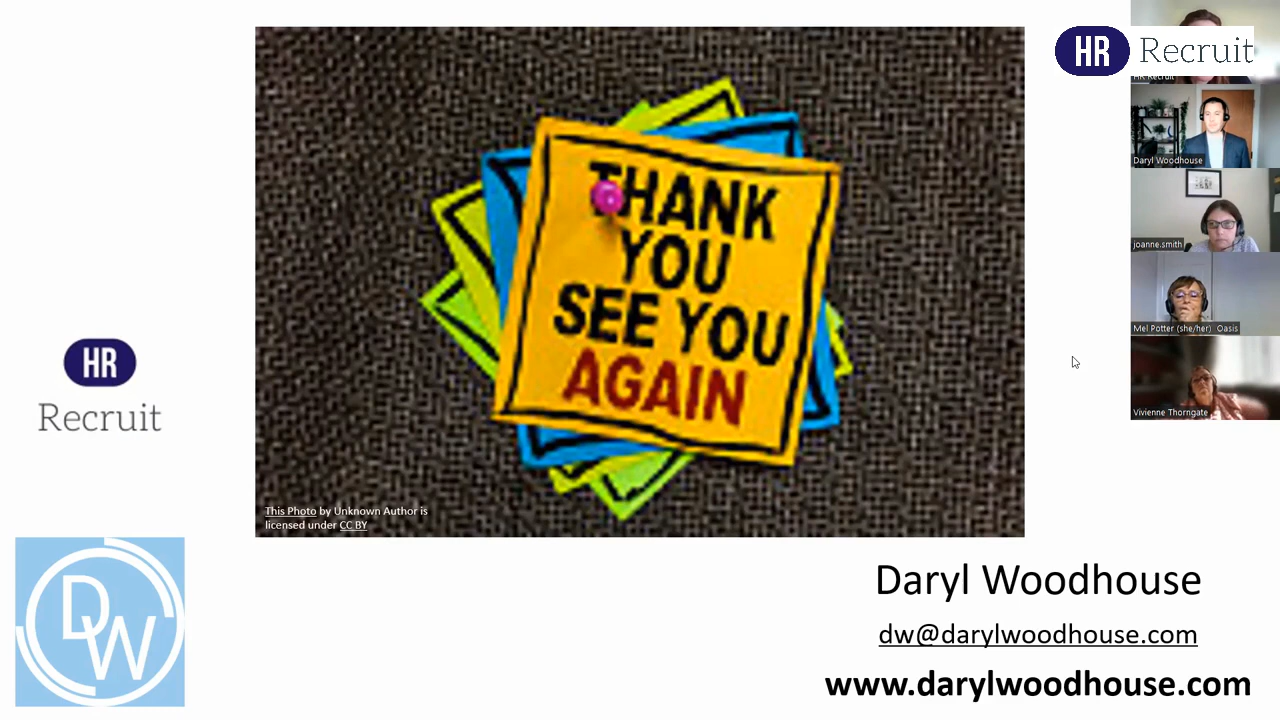 THANK
YOU
SEE YOU
AGAIN
This Photo by Unknown Author is
licensed under CC BY
HR
Recruit
DW
Daryl Woodhouse
dw@darylwoodhouse.com
www.darylwoodhouse.com
HR Recruit
HR Recruit
Daryl Woodhouse
joanne.smith
Mel Potter (she/her) Oasis
Vivienne Thorngate